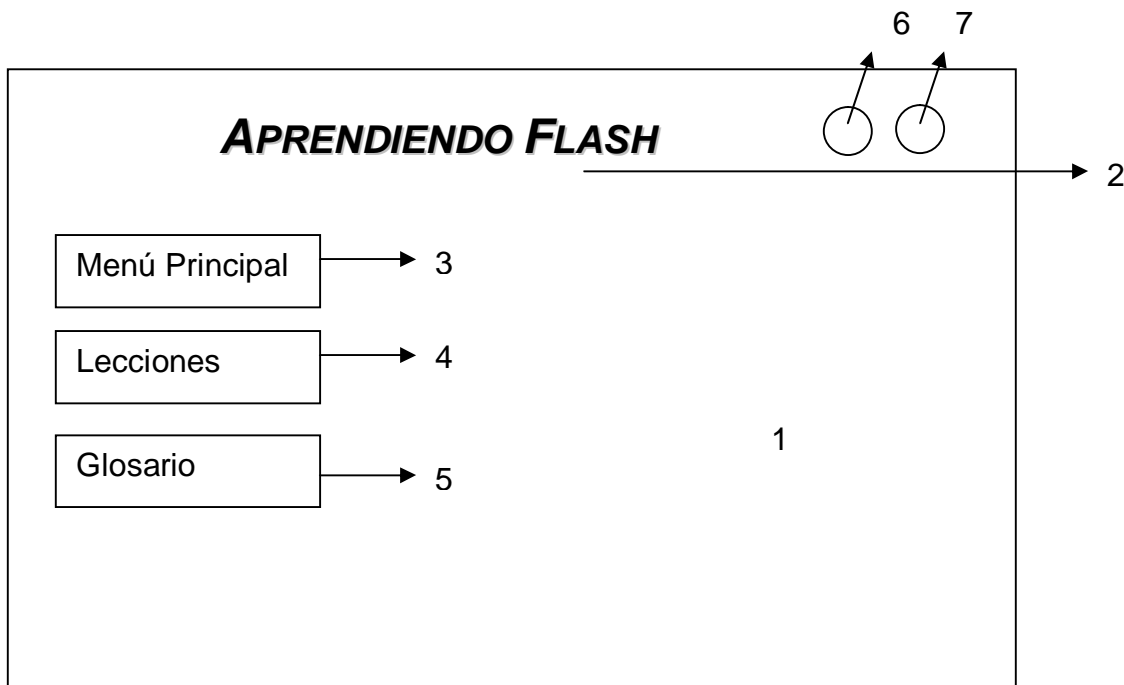 6 7
APRENDIENDO FLASH
2
Menú Principal 3
Lecciones 4
1
Glosario 5